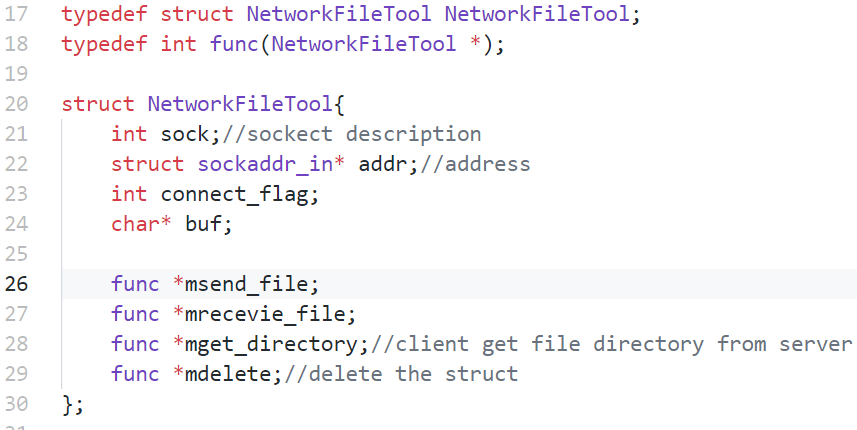 17 typedef struct NetworkFileTool NetworkFileTool;
18 typedef int func(NetworkFileTool *);
19
20 struct NetworkFileTool{
21     int sock;//sockect description
22     struct sockaddr_in* addr;//address
23     int connect_flag;
24     char* buf;
25
26     func *msend_file;
27     func *mrecevie_file;
28     func *mget_directory;//client get file directory from server
29     func *mdelete;//delete the struct
30 };